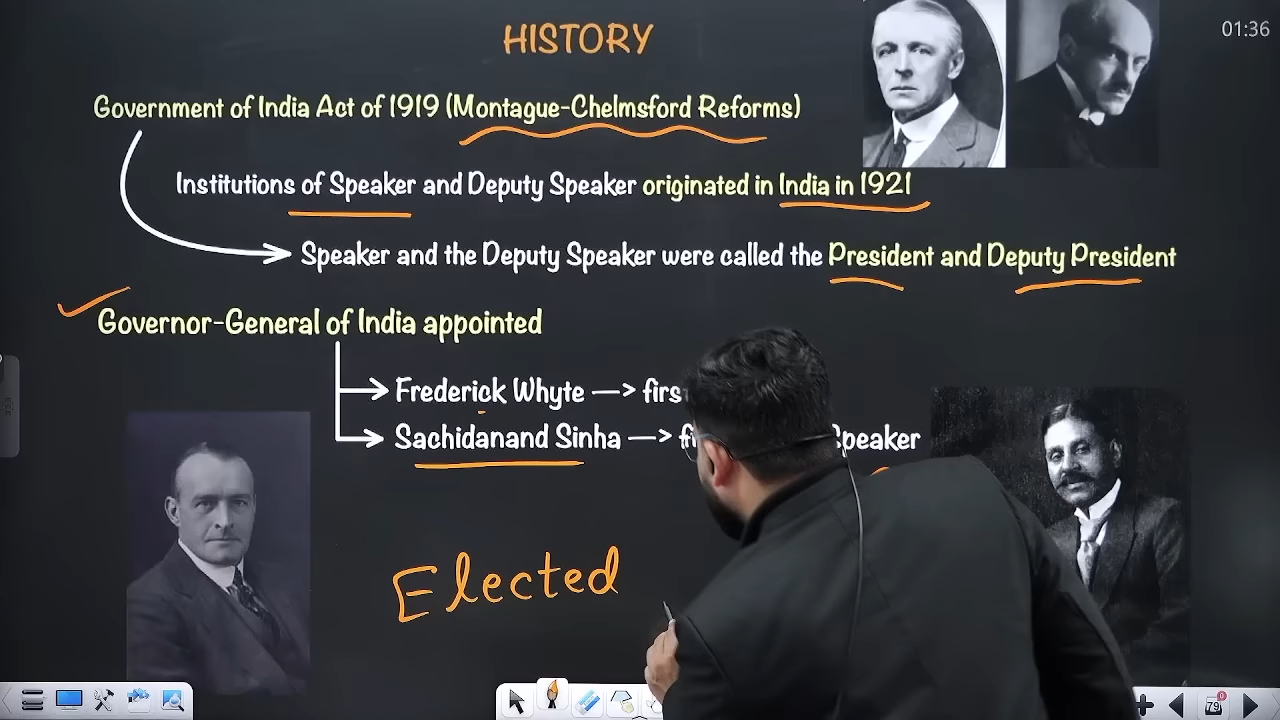 HISTORY
01:36
Government of India Act of 1919 (Montague-Chelmsford Reforms)
Institutions of Speaker and Deputy Speaker originated in India in 1921
Speaker and the Deputy Speaker were called the President and Deputy President
Governor-General of India appointed
Frederick Whyte —> firs
Sachidanand Sinha —> fi Speaker
Elected
79